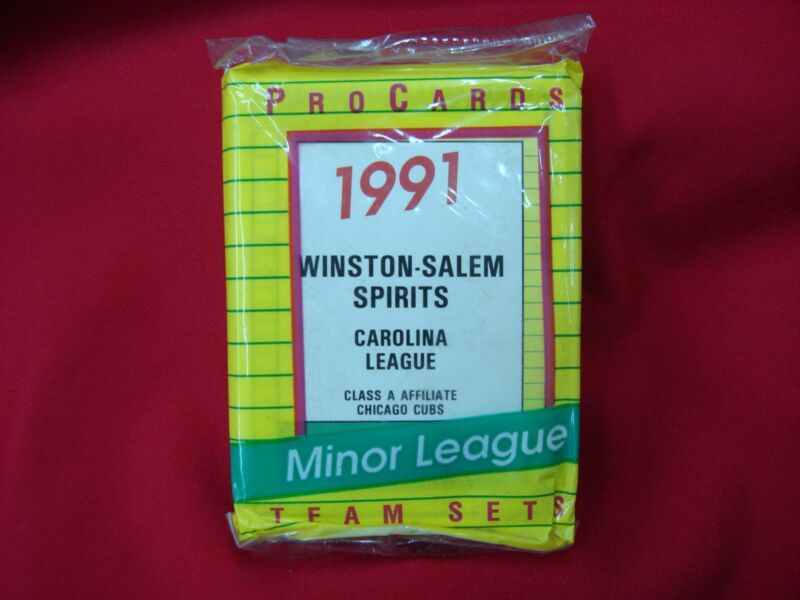 PROCARDS
1991
WINSTON-SALEM
SPIRITS
CAROLINA
LEAGUE
CLASS A AFFILIATE
CHICAGO CUBS
Minor League
TEAM SETS